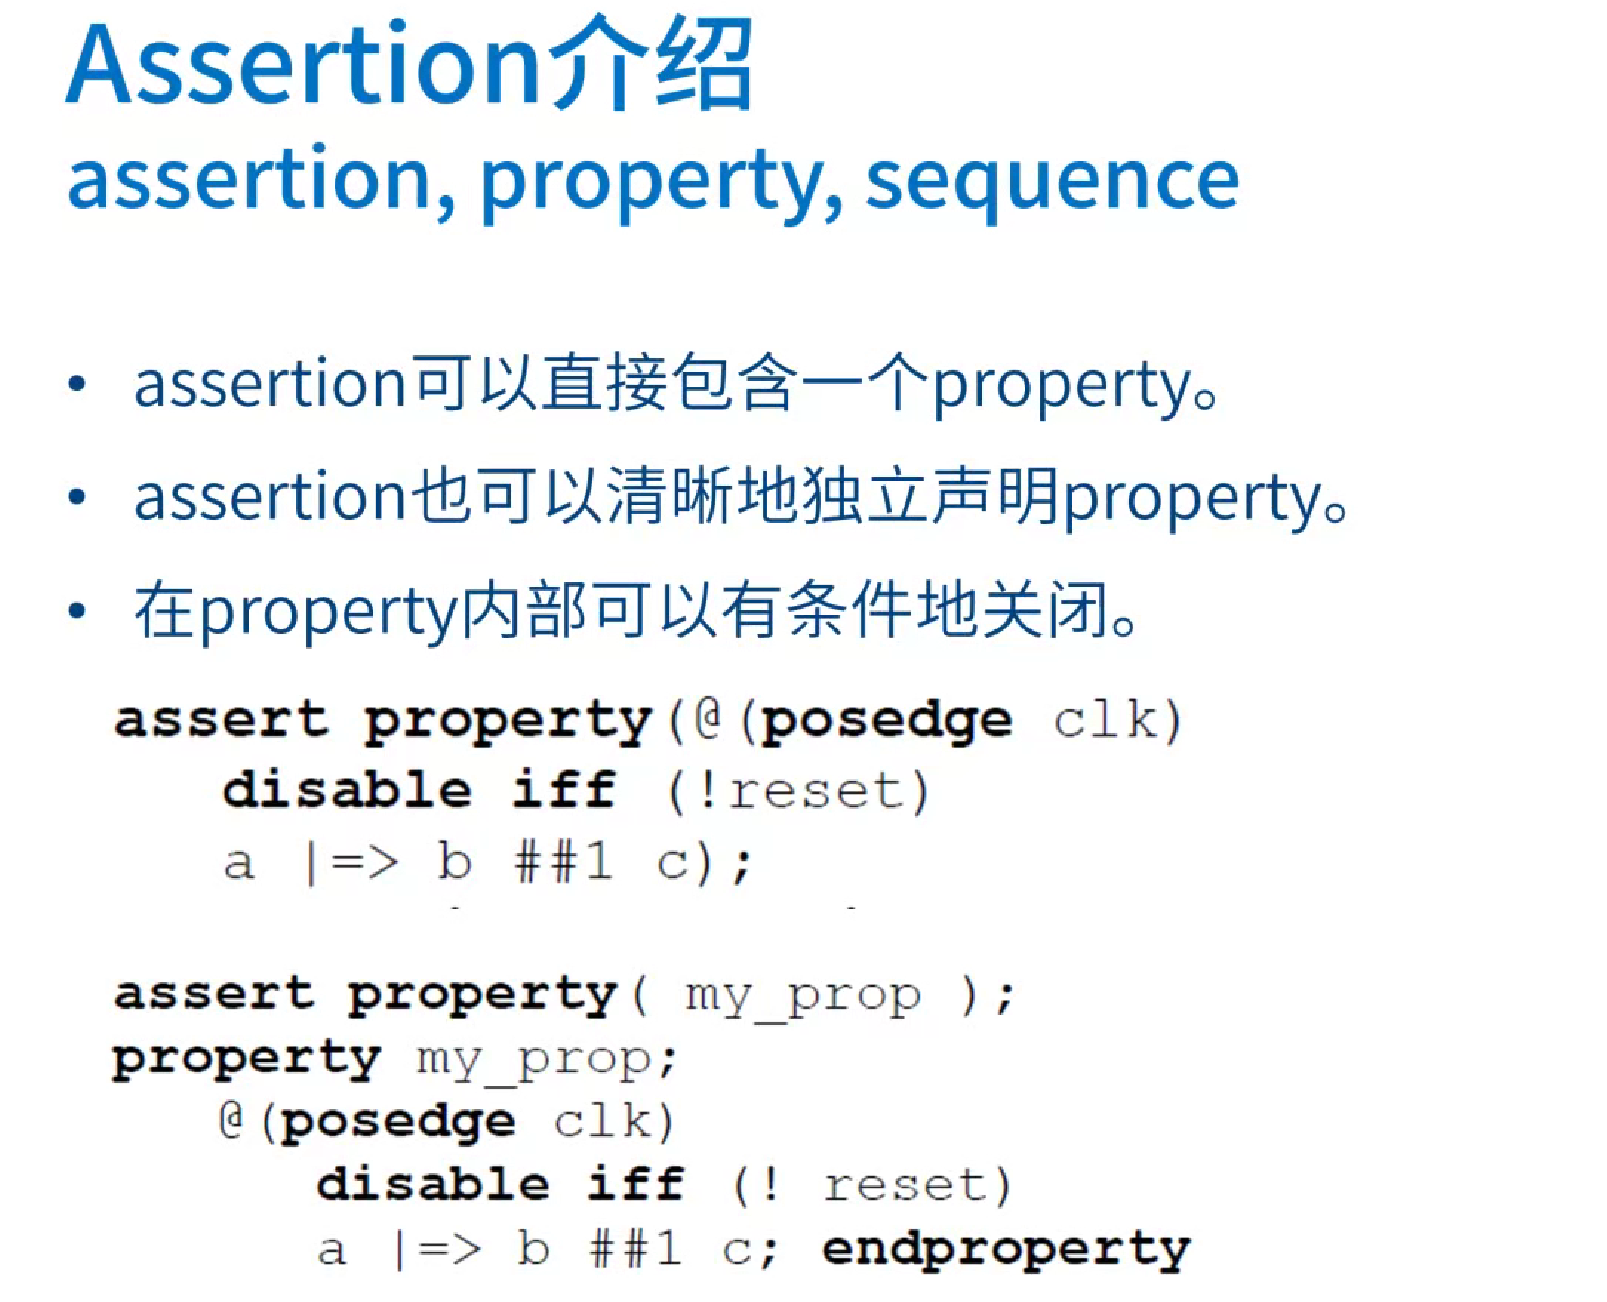 Assertion介绍
assertion, property, sequence
• assertion可以直接包含一个property。
• assertion也可以清晰地独立声明property。
• 在property内部可以有条件地关闭。
assert property(@(posedge clk)
disable iff (!reset)
a |=> b ##1 c);
assert property( my_prop );
property my_prop;
@(posedge clk)
disable iff (! reset)
a |=> b ##1 c; endproperty